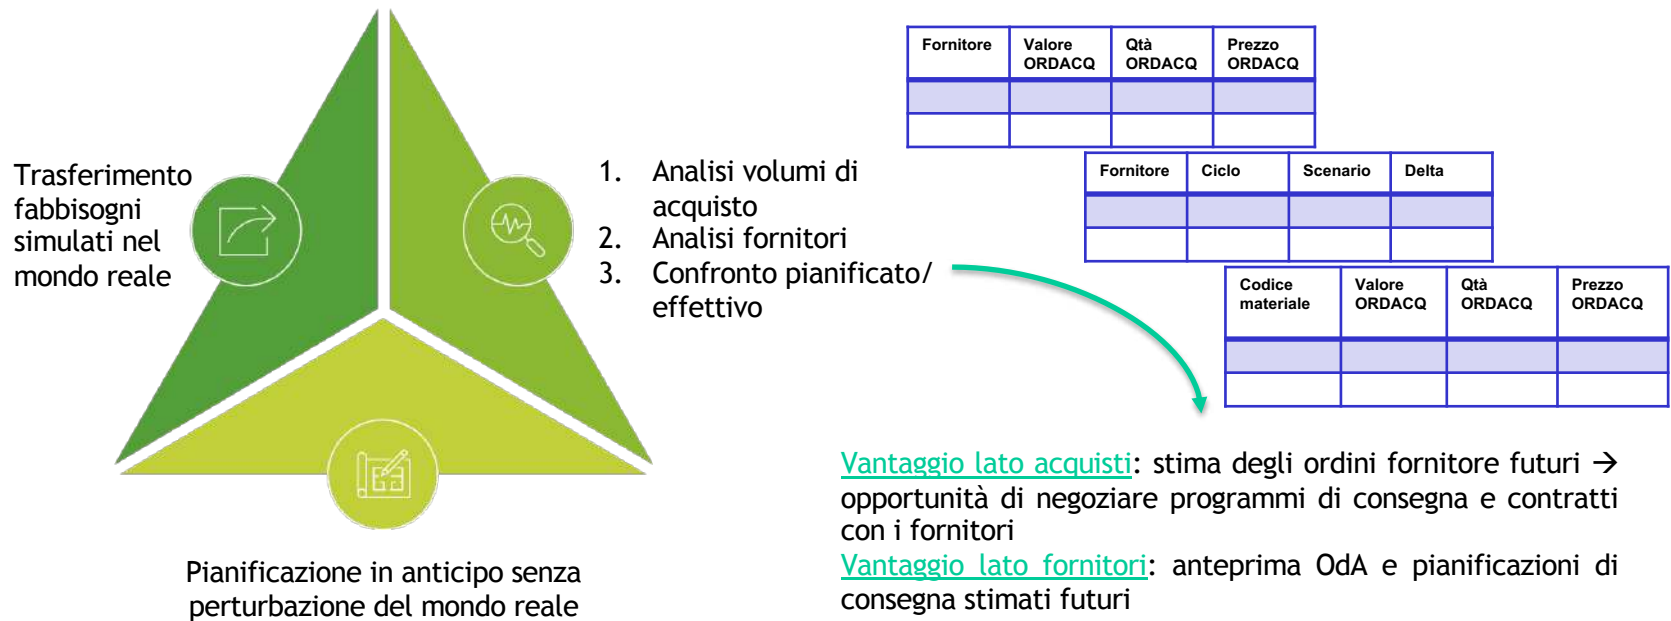 Trasferimento
fabbisogni
simulati nel
mondo reale
1. Analisi volumi di
acquisto
2. Analisi fornitori
3. Confronto pianificato/
effettivo
Pianificazione in anticipo senza
perturbazione del mondo reale
Fornitore Valore ORDACQ Qtà ORDACQ Prezzo ORDACQ
Fornitore Ciclo Scenario Delta
Codice materiale Valore ORDACQ Qtà ORDACQ Prezzo ORDACQ
Vantaggio lato acquisti: stima degli ordini fornitore futuri →
opportunità di negoziare programmi di consegna e contratti
con i fornitori
Vantaggio lato fornitori: anteprima OdA e pianificazioni di
consegna stimati futuri